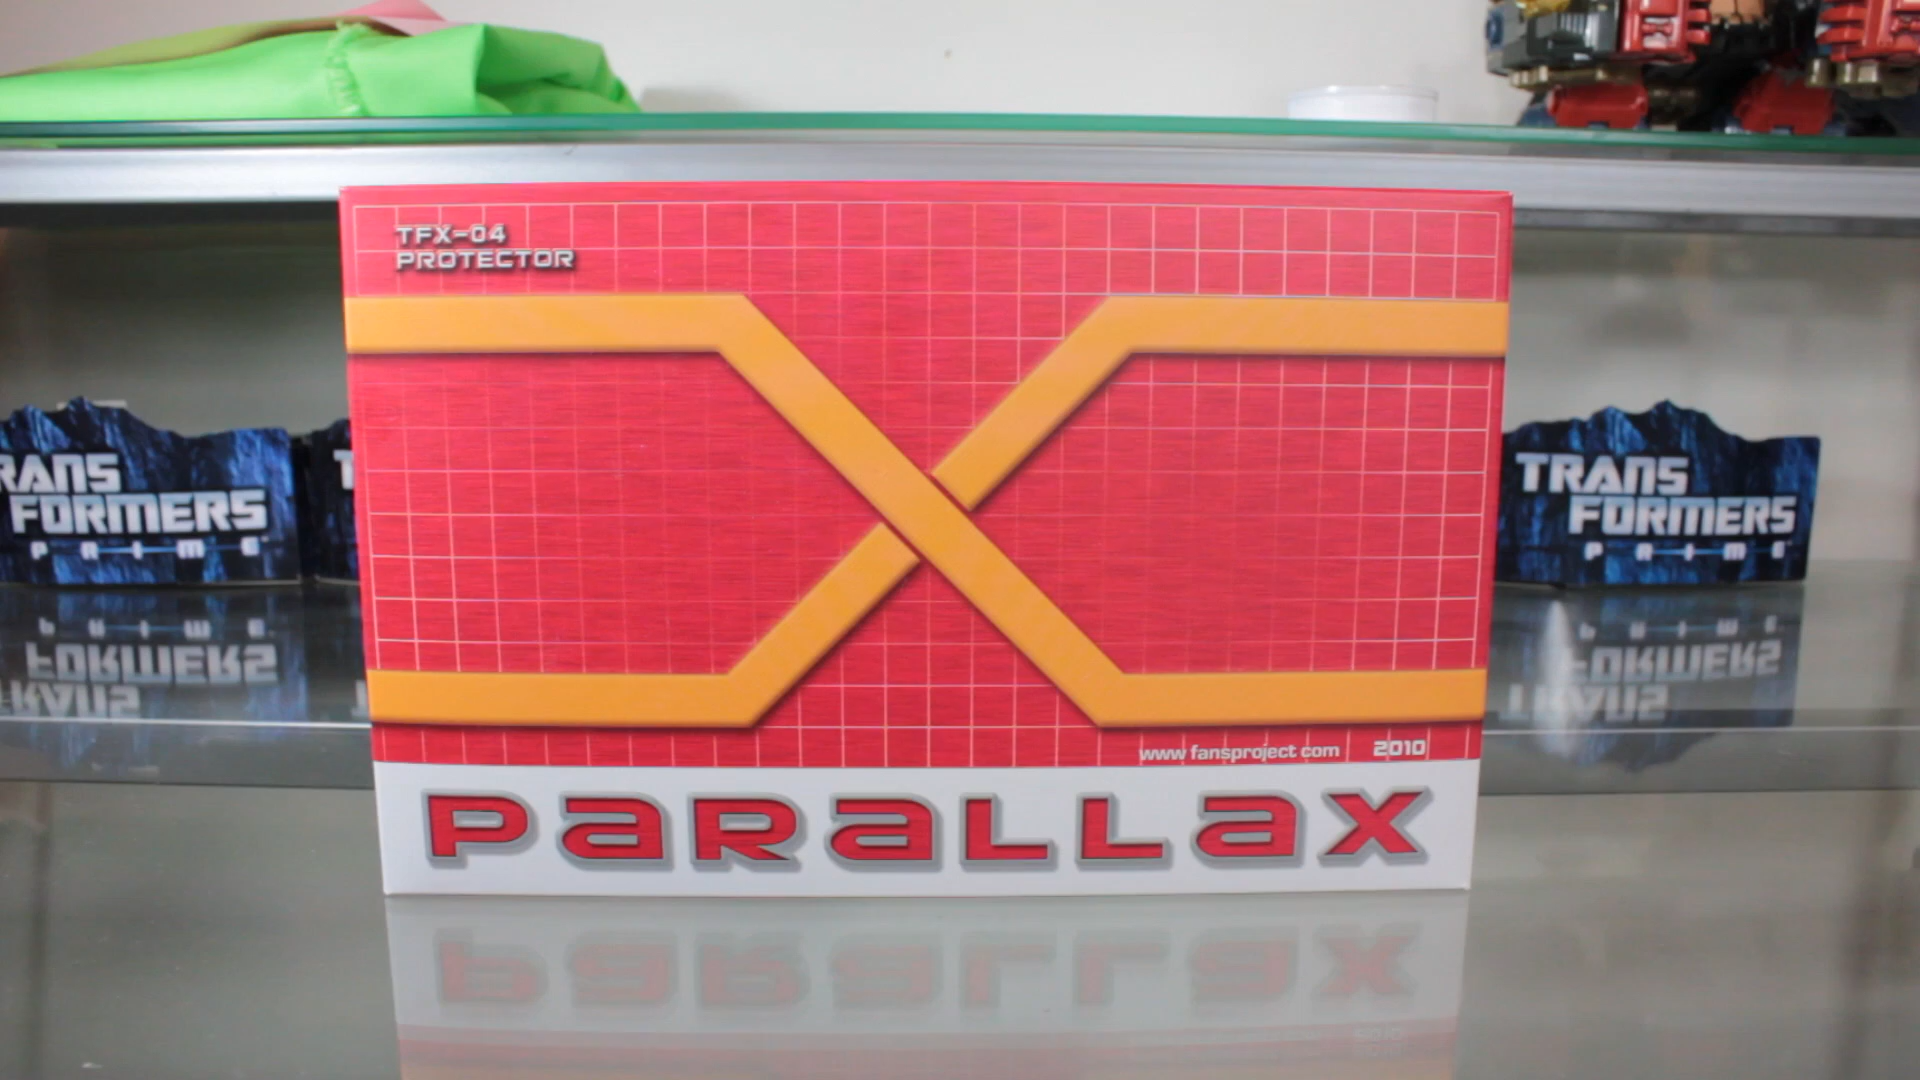 TFX-04
PROTECTOR
RANS
FORMERS
PRIME
T
TRANS
FORMERS
PRIME
www.fansproject.com 2010
PARALLAX